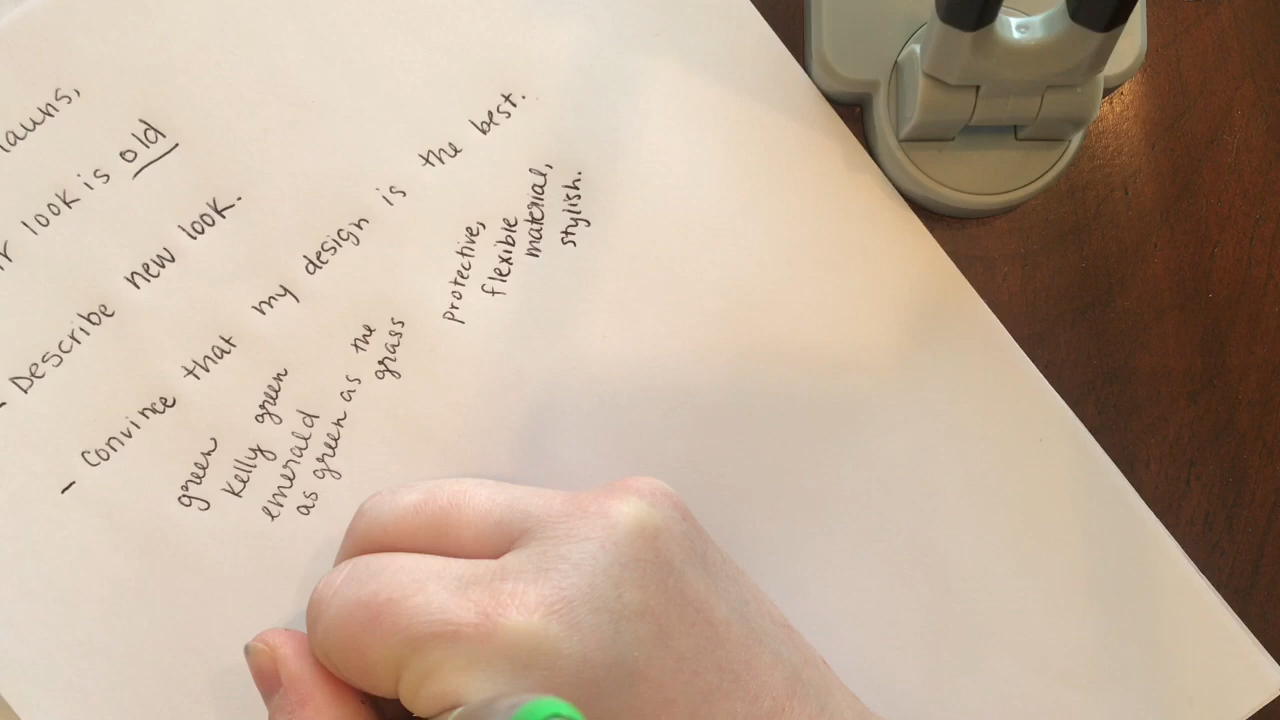 look is old
- Describe new look.
- Convince that my design is the best.
green
Kelly green
emerald
as green as the
grass
protective,
flexible
material,
stylish.